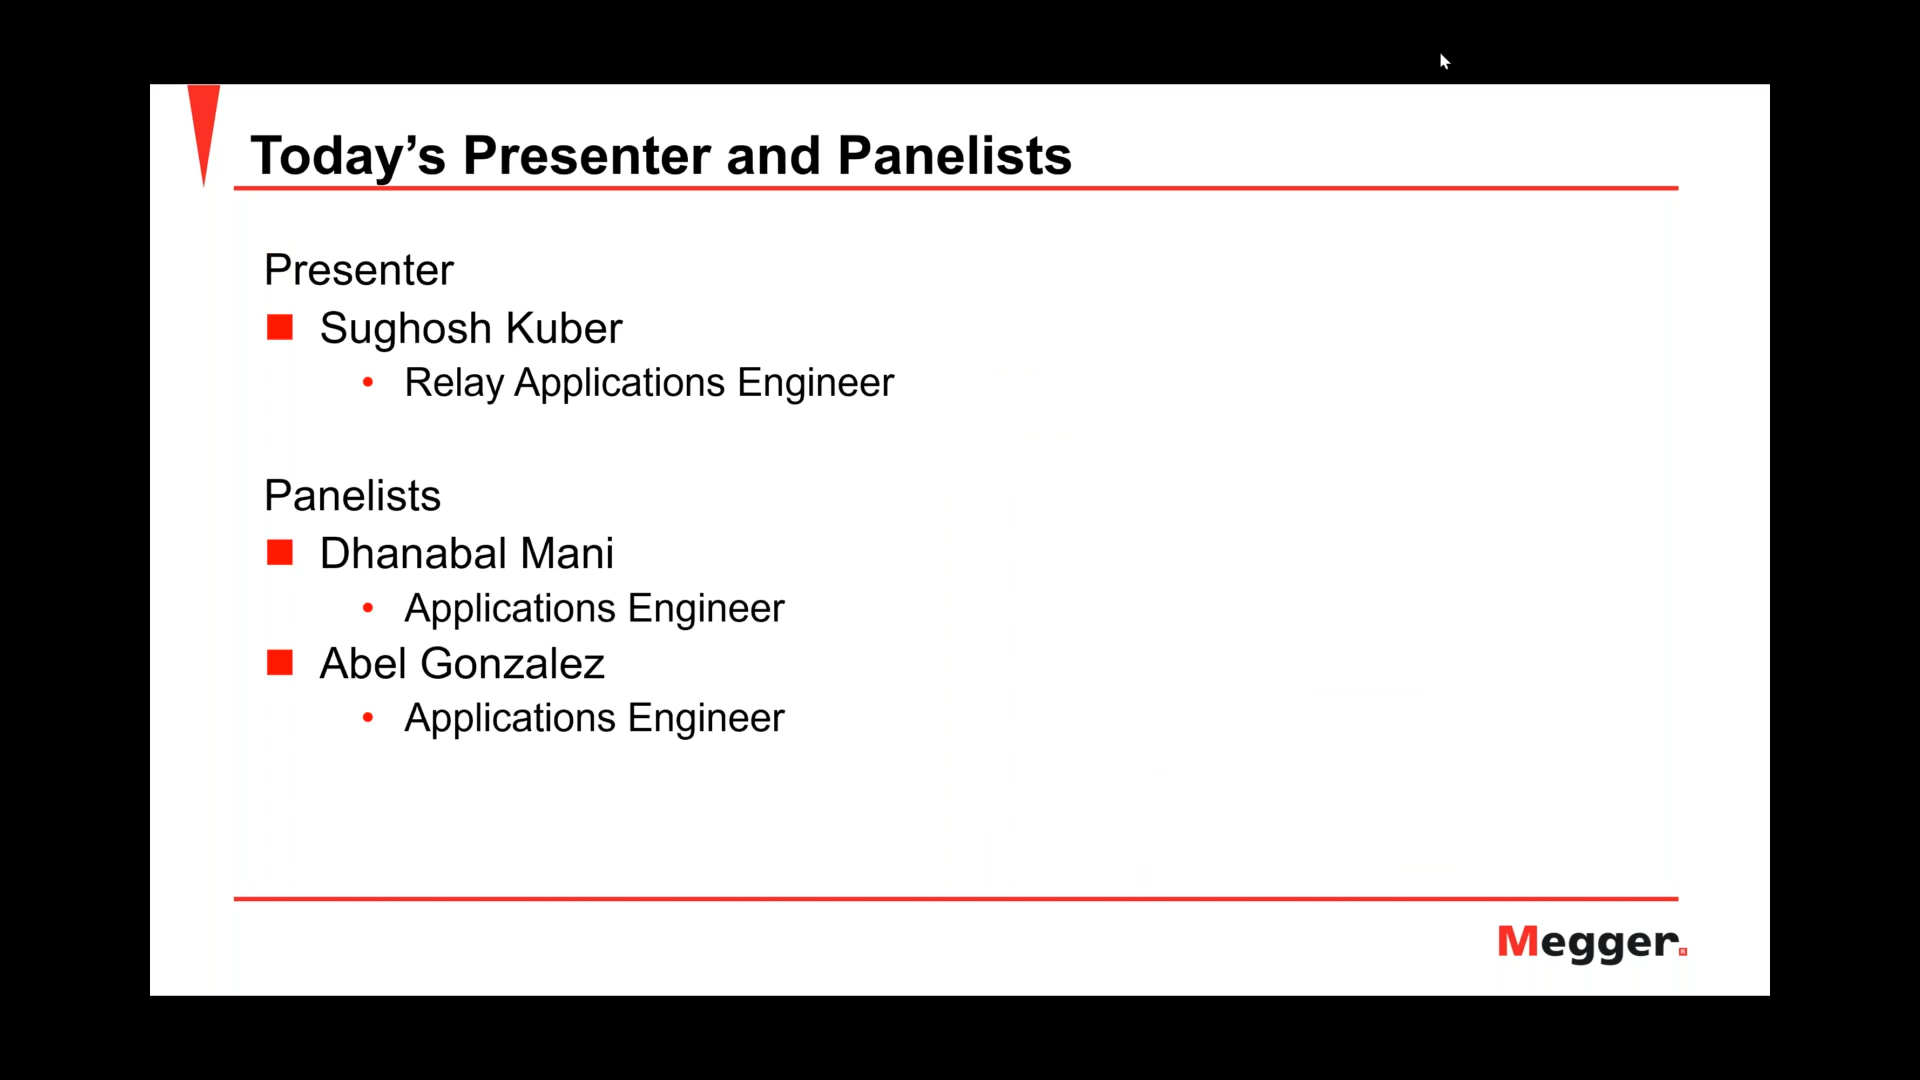 Today’s Presenter and Panelists
Presenter
Sughosh Kuber
Relay Applications Engineer
Panelists
Dhanabal Mani
Applications Engineer
Abel Gonzalez
Applications Engineer
Megger.